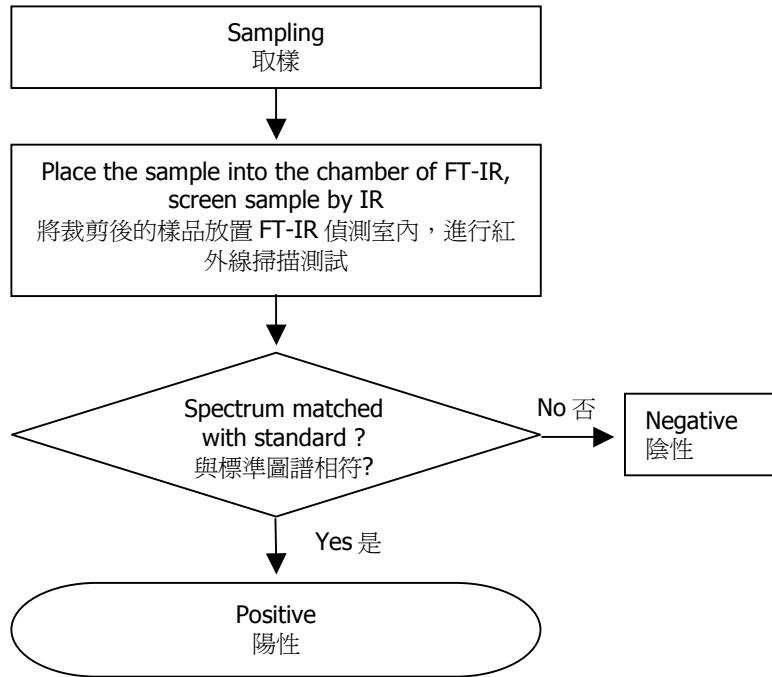 Sampling
取樣
Place the sample into the chamber of FT-IR,
screen sample by IR
將裁剪後的樣品放置 FT-IR 偵測室內，進行紅
外線掃描測試
Spectrum matched
with standard ?
與標準圖譜相符?
No 否
Negative
陰性
Yes 是
Positive
陽性